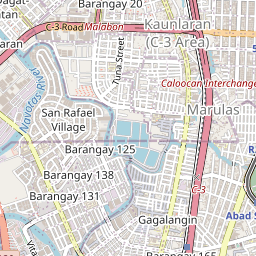 Barangay 20
Kaunlaran
(C-3 Area)
C-3-Road
Malabon
Tuna Street
Caloocan Interchange
Navotas River
San Rafael
Village
Marulas
Barangay 125
Barangay 138
C-3
Barangay 131
Abad S
Gagalangin
Barangay 165